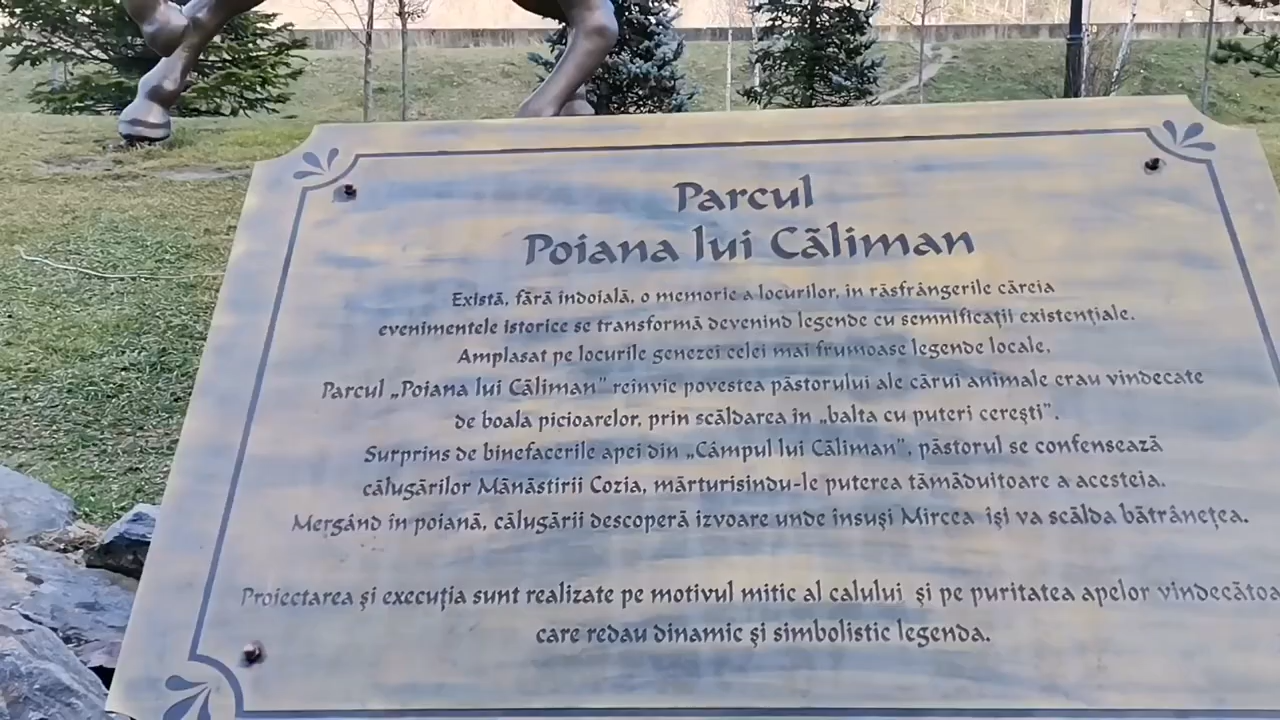 Parcul
Poiana lui Căliman
Există, fără îndoială, o memorie a locurilor, în răsfrângerile căreia
evenimentele istorice se transformă devenind legende cu semnificații existențiale.
Amplasat pe locurile genezei celei mai frumoase legende locale,
Parcul „Poiana lui Căliman” reînvie povestea păstorului ale cărui animale erau vindecate
de boala picioarelor, prin scăldarea în „balta cu puteri cerești”.
Surprins de binefacerile apei din „Câmpul lui Căliman”, păstorul se confensează
călugărilor Mănăstirii Cozia, mărturisindu-le puterea tămăduitoare a acesteia.
Mergând în poiană, călugării descoperă izvoare unde însuși Mircea își va scălda bătrânețea.
Proiectarea și execuția sunt realizate pe motivul mitic al calului și pe puritatea apelor
care redau dinamic și simbolistic legenda.